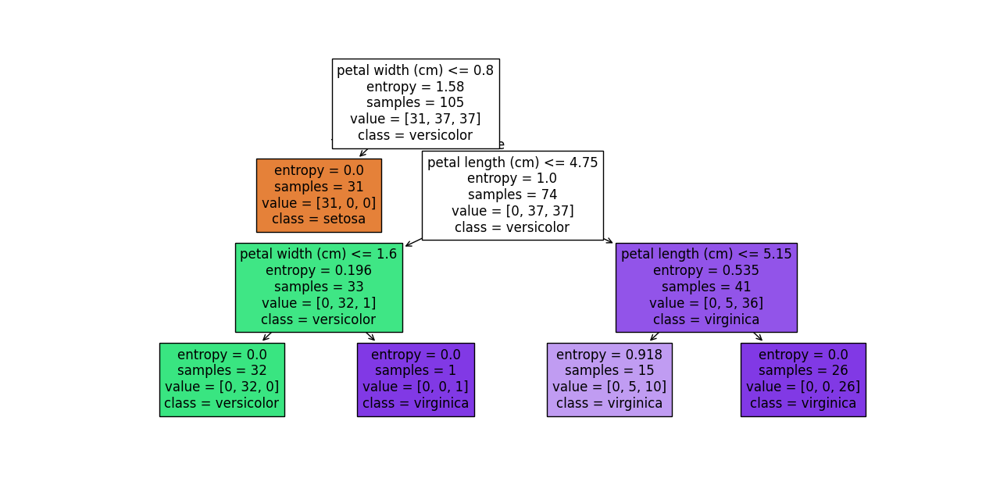 petal width (cm) <= 0.8
entropy = 1.58
samples = 105
value = [31, 37, 37]
class = versicolor
entropy = 0.0
samples = 31
value = [31, 0, 0]
class = setosa
petal length (cm) <= 4.75
entropy = 1.0
samples = 74
value = [0, 37, 37]
class = versicolor
petal width (cm) <= 1.6
entropy = 0.196
samples = 33
value = [0, 32, 1]
class = versicolor
petal length (cm) <= 5.15
entropy = 0.535
samples = 41
value = [0, 5, 36]
class = virginica
entropy = 0.0
samples = 32
value = [0, 32, 0]
class = versicolor
entropy = 0.0
samples = 1
value = [0, 0, 1]
class = virginica
entropy = 0.918
samples = 15
value = [0, 5, 10]
class = virginica
entropy = 0.0
samples = 26
value = [0, 0, 26]
class = virginica